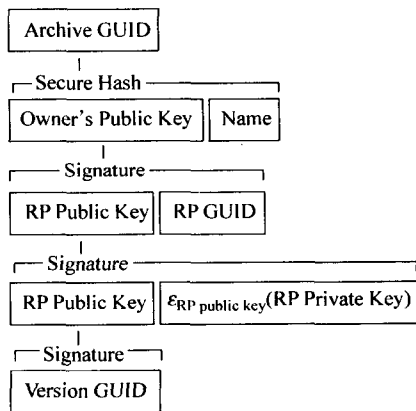 Archive GUID
Secure Hash
Owner's Public Key Name
Signature
RP Public Key RP GUID
Signature
RP Public Key εRP public key(RP Private Key)
Signature
Version GUID